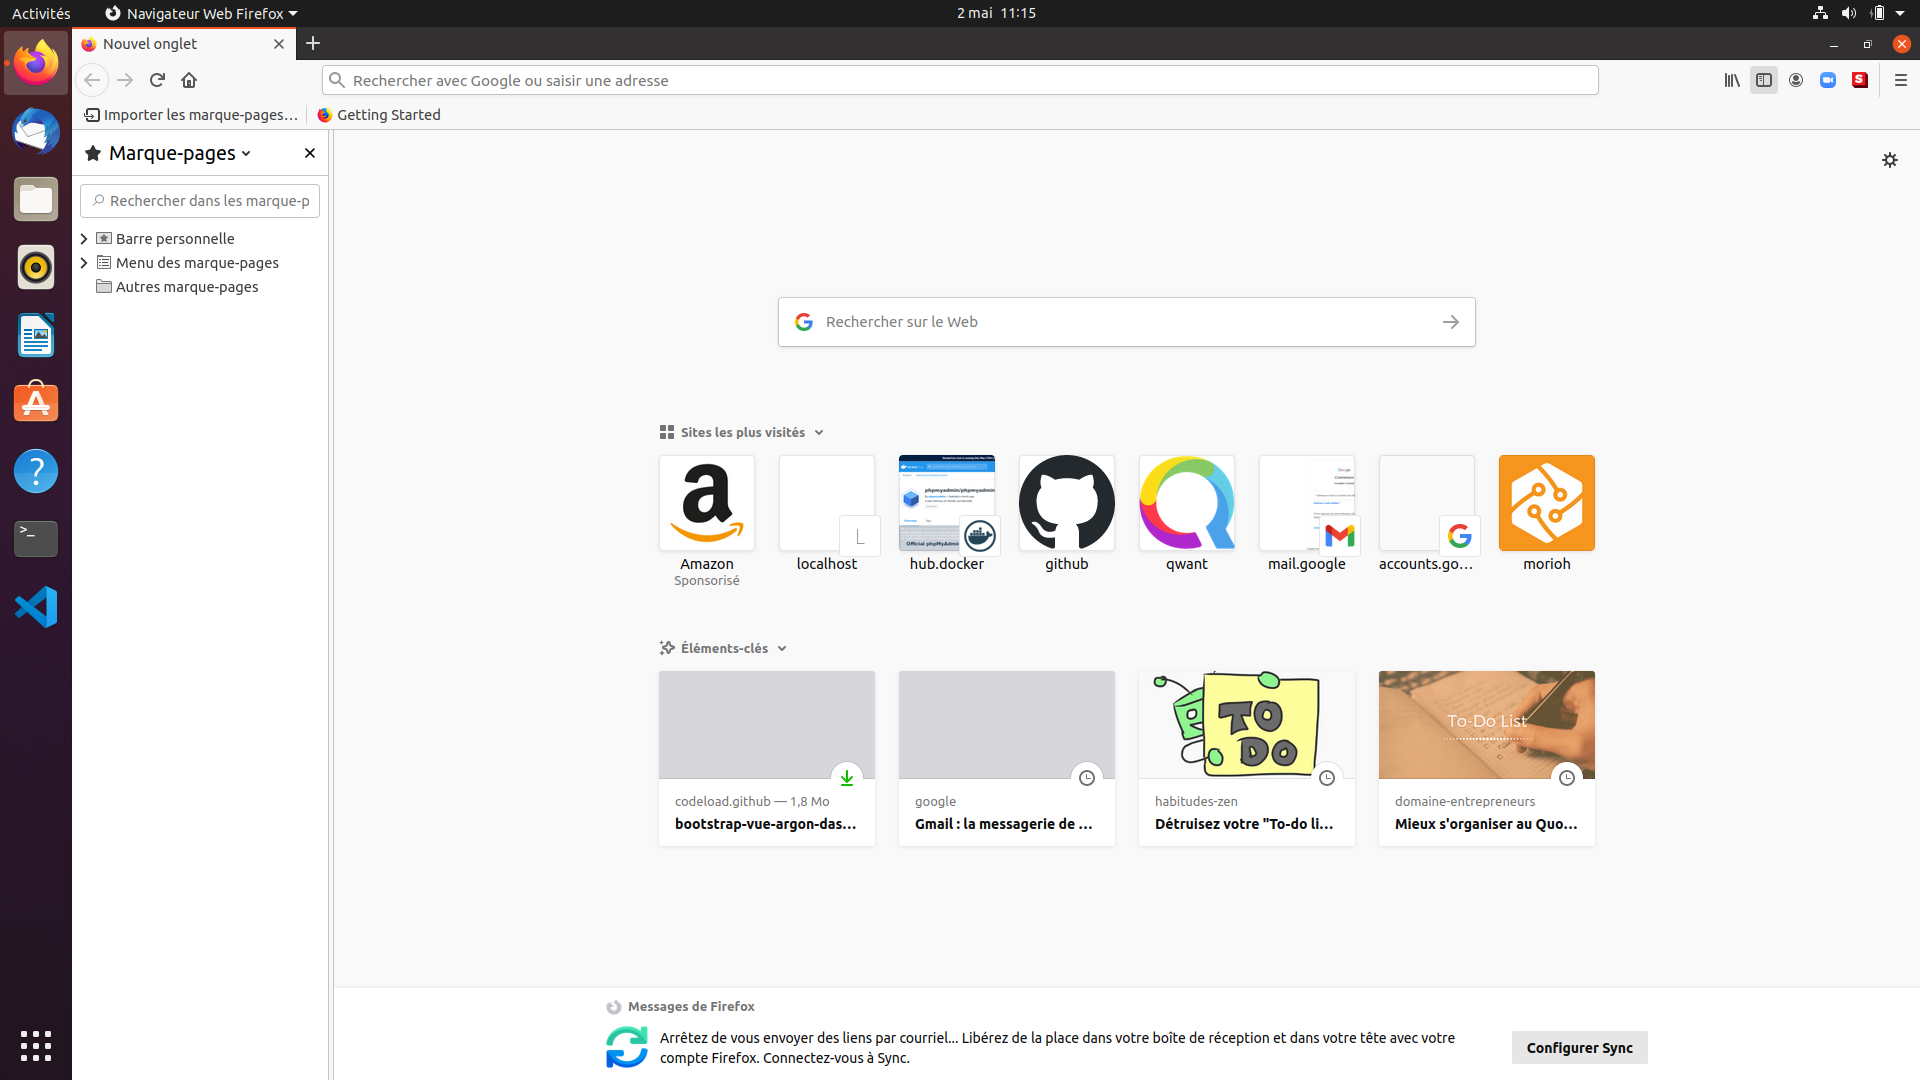 Activités
Navigateur Web Firefox
2 mai 11:15
Nouvel onglet
Rechercher avec Google ou saisir une adresse
S
Importer les marque-pages...
Getting Started
Marque-pages
Rechercher dans les marque-p
Barre personnelle
Menu des marque-pages
Autres marque-pages
Rechercher sur le Web
Sites les plus visités
L
Amazon
Sponsorisé
localhost
hub.docker
github
qwant
mail.google
accounts.go...
morioh
Éléments-clés
TO
DO
To-Do List
codeload.github — 1,8 Mo
bootstrap-vue-argon-das...
google
Gmail : la messagerie de ...
habitudes-zen
Détruisez votre "To-do li...
domaine-entrepreneurs
Mieux s'organiser au Quo...
Messages de Firefox
Arrêtez de vous envoyer des liens par courriel... Libérez de la place dans votre boîte de réception et dans votre tête avec votre
compte Firefox. Connectez-vous à Sync.
Configurer Sync